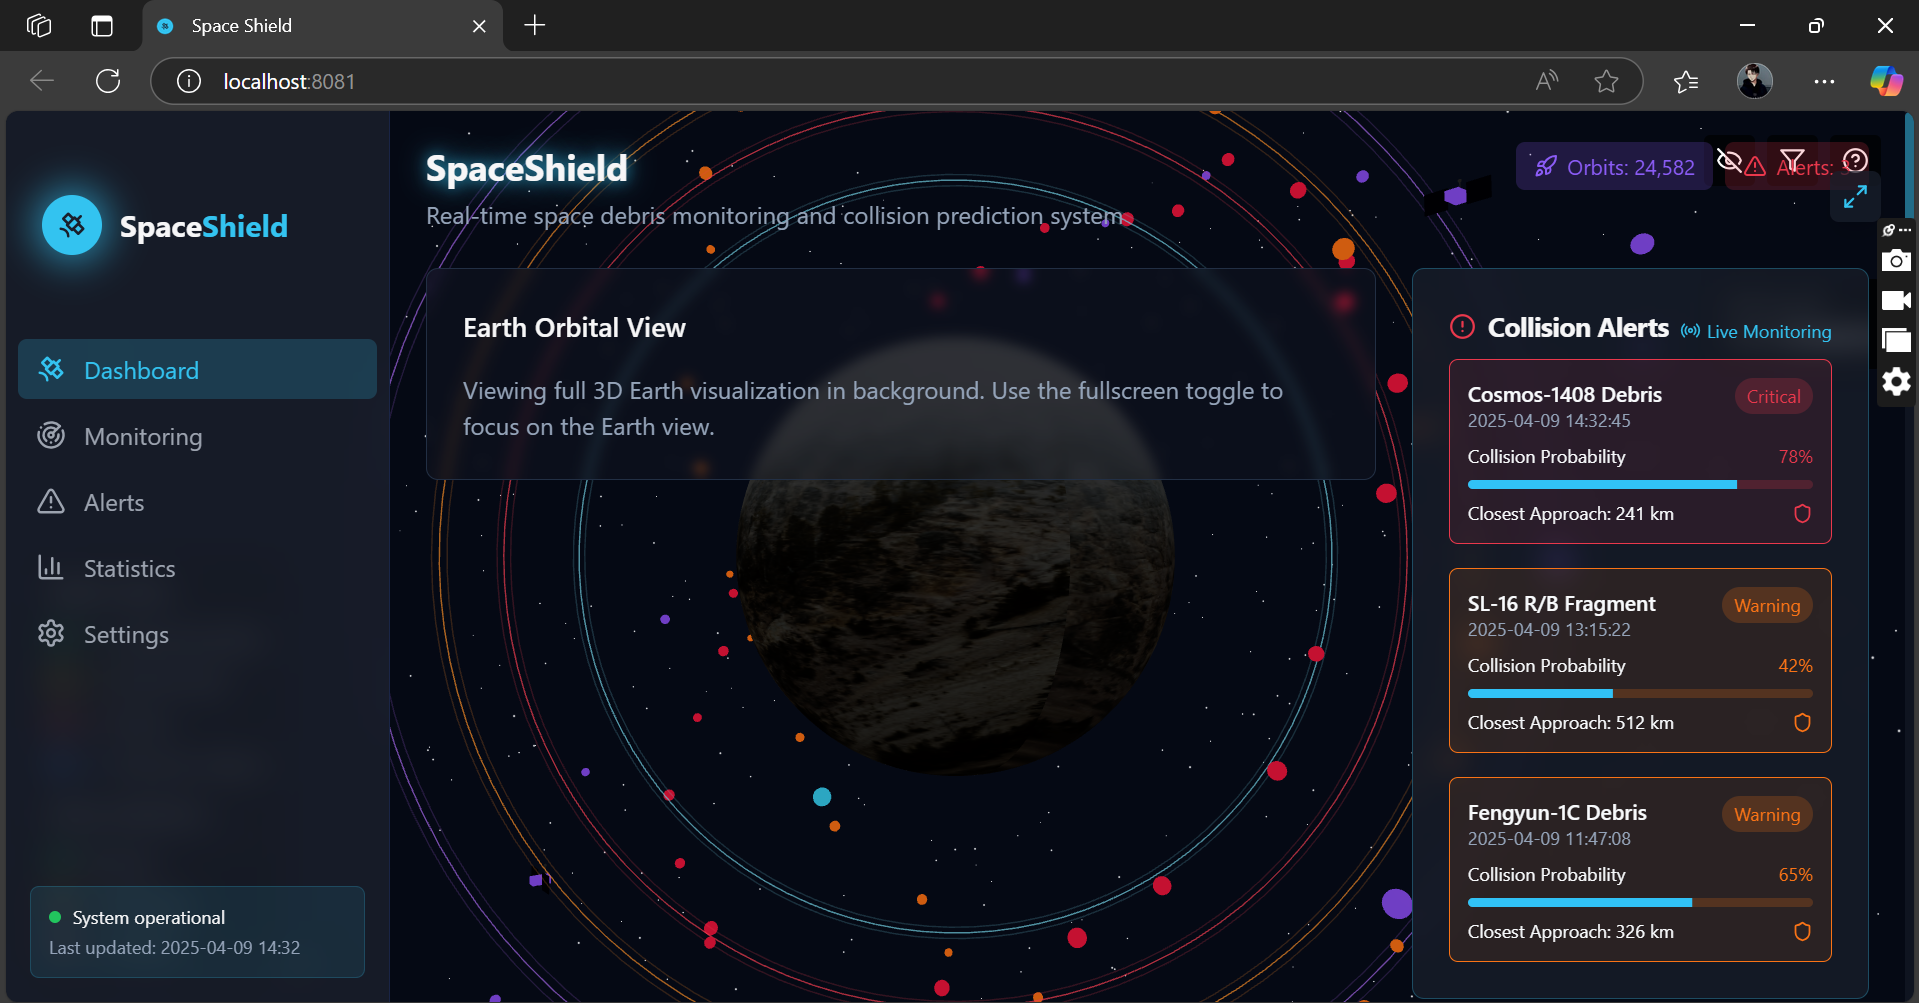 Space Shield
localhost:8081
SpaceShield
Dashboard
Monitoring
Alerts
Statistics
Settings
System operational
Last updated: 2025-04-09 14:32
SpaceShield
Real-time space debris monitoring and collision prediction system
Orbits: 24,582
Alerts: 3
Earth Orbital View
Viewing full 3D Earth visualization in background. Use the fullscreen toggle to
focus on the Earth view.
Collision Alerts
Live Monitoring
Cosmos-1408 Debris
Critical
2025-04-09 14:32:45
Collision Probability
78%
Closest Approach: 241 km
SL-16 R/B Fragment
Warning
2025-04-09 13:15:22
Collision Probability
42%
Closest Approach: 512 km
Fengyun-1C Debris
Warning
2025-04-09 11:47:08
Collision Probability
65%
Closest Approach: 326 km